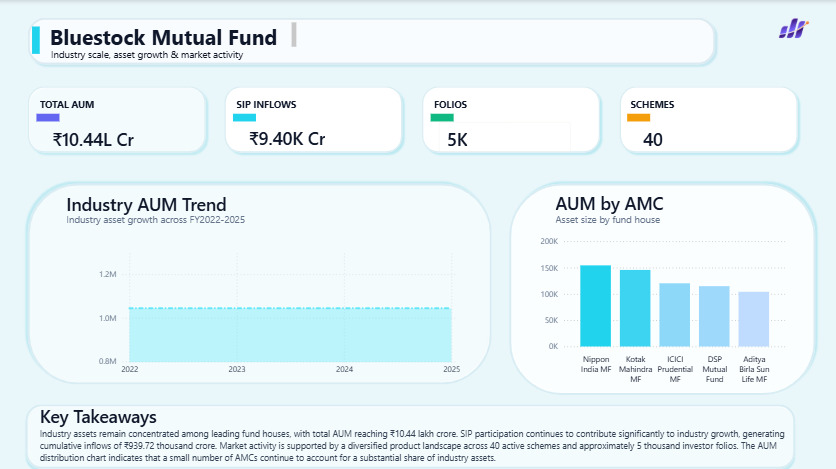 Bluestock Mutual Fund
Industry scale, asset growth & market activity
TOTAL AUM
₹10.44L Cr
SIP INFLOWS
₹9.40K Cr
FOLIOS
5K
SCHEMES
40
Industry AUM Trend
Industry asset growth across FY2022-2025
1.2M
1.0M
0.8M
2022 2023 2024 2025
AUM by AMC
Asset size by fund house
200K
150K
100K
50K
0K
Nippon India MF
Kotak Mahindra MF
ICICI Prudential MF
DSP Mutual Fund
Aditya Birla Sun Life MF
Key Takeaways
Industry assets remain concentrated among leading fund houses, with total AUM reaching ₹10.44 lakh crore. SIP participation continues to contribute significantly to industry growth, generating
cumulative inflows of ₹939.72 thousand crore. Market activity is supported by a diversified product landscape across 40 active schemes and approximately 5 thousand investor folios. The AUM
distribution chart indicates that a small number of AMCs continue to account for a substantial share of industry assets.